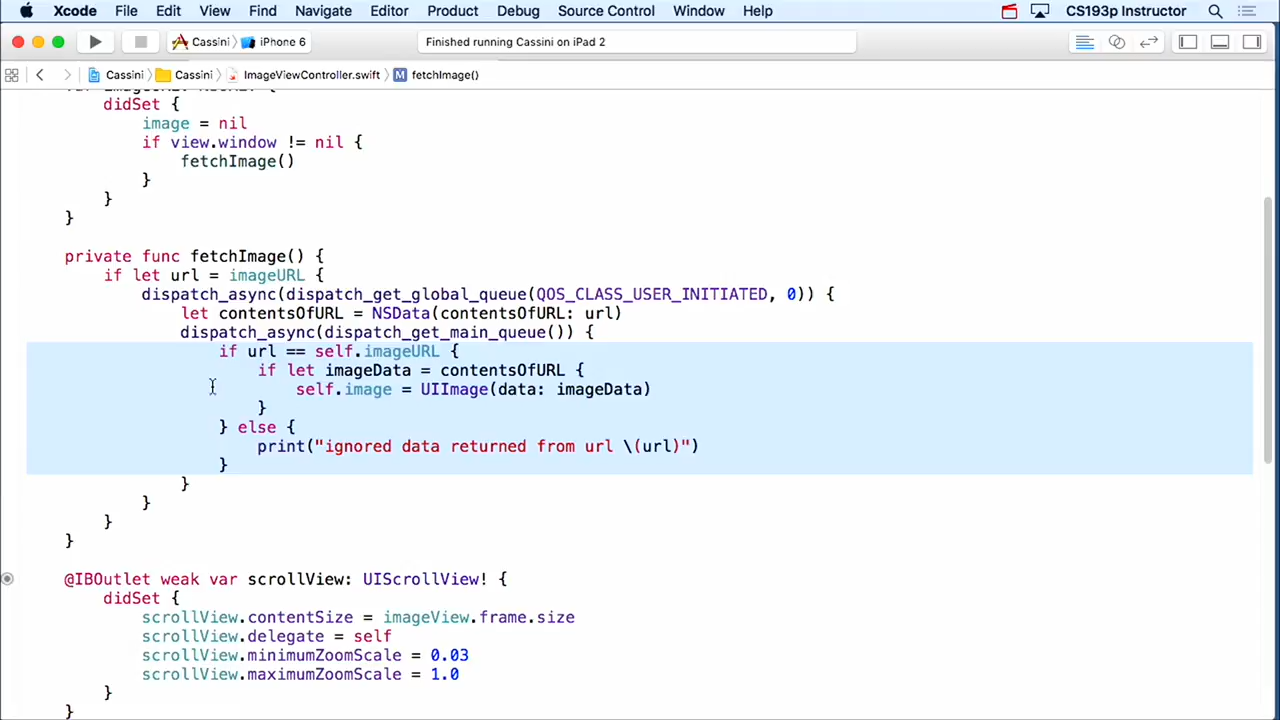 Xcode File Edit View Find Navigate Editor Product Debug Source Control Window Help CS193p Instructor
Cassini iPhone 6 Finished running Cassini on iPad 2
Cassini Cassini ImageViewController.swift M fetchImage()
didSet {
image = nil
if view.window != nil {
fetchImage()
}
}
}
private func fetchImage() {
if let url = imageURL {
dispatch_async(dispatch_get_global_queue(QOS_CLASS_USER_INITIATED, 0)) {
let contentsOfURL = NSData(contentsOfURL: url)
dispatch_async(dispatch_get_main_queue()) {
if url == self.imageURL {
if let imageData = contentsOfURL {
self.image = UIImage(data: imageData)
}
} else {
print("ignored data returned from url \(url)")
}
}
}
}
}
@IBOutlet weak var scrollView: UIScrollView! {
didSet {
scrollView.contentSize = imageView.frame.size
scrollView.delegate = self
scrollView.minimumZoomScale = 0.03
scrollView.maximumZoomScale = 1.0
}
}